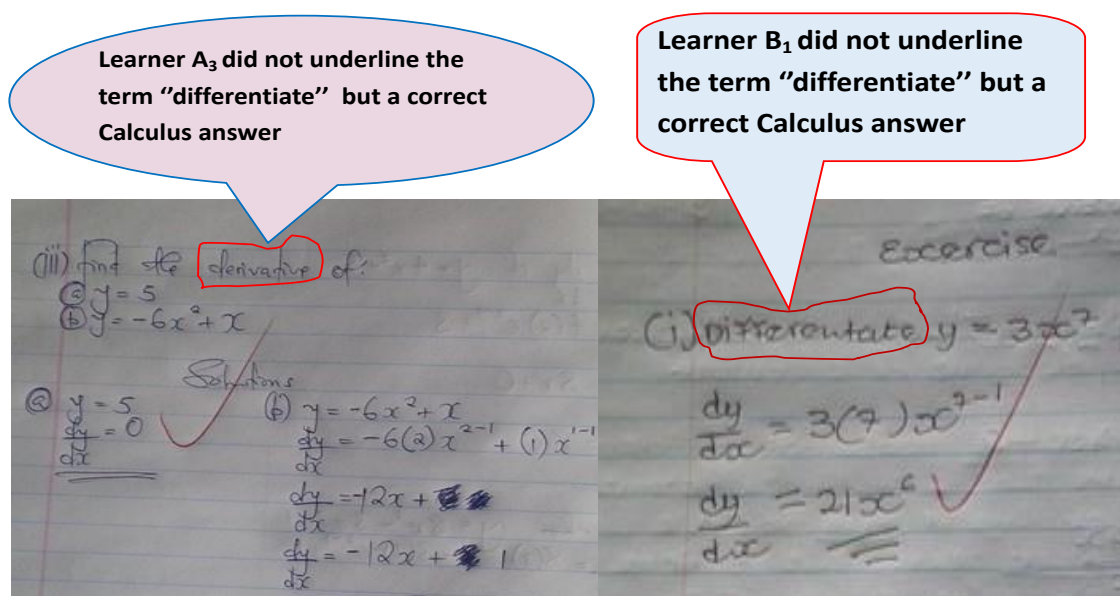 Learner A₃ did not underline the
term ‘’differentiate’’ but a correct
Calculus answer
Learner B₁ did not underline
the term ‘’differentiate’’ but a
correct Calculus answer
(iii) find the derivative of:
(a) y = 5
(b) y = -6x² + x
Solutions
(a) y = 5
dy/dx = 0
(b) y = -6x² + x
dy/dx = -6(2)x²⁻¹ + (1)x¹⁻¹
dy/dx = -12x +
dy/dx = -12x + 1
Excercise
(i) Differentate y = 3x⁷
dy/dx = 3(7)x⁷⁻¹
dy/dx = 21x⁶